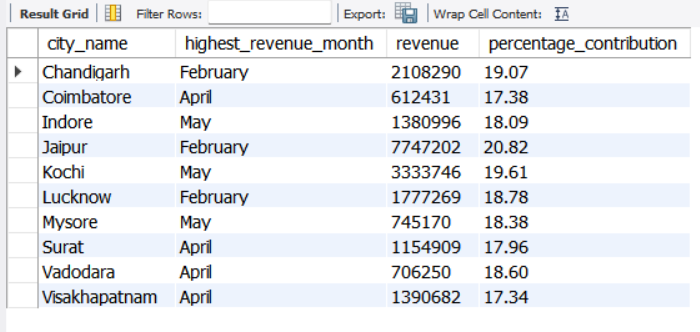 Result Grid Filter Rows: Export: Wrap Cell Content: IA
city_name highest_revenue_month revenue percentage_contribution
Chandigarh February 2108290 19.07
Coimbatore April 612431 17.38
Indore May 1380996 18.09
Jaipur February 7747202 20.82
Kochi May 3333746 19.61
Lucknow February 1777269 18.78
Mysore May 745170 18.38
Surat April 1154909 17.96
Vadodara April 706250 18.60
Visakhapatnam April 1390682 17.34